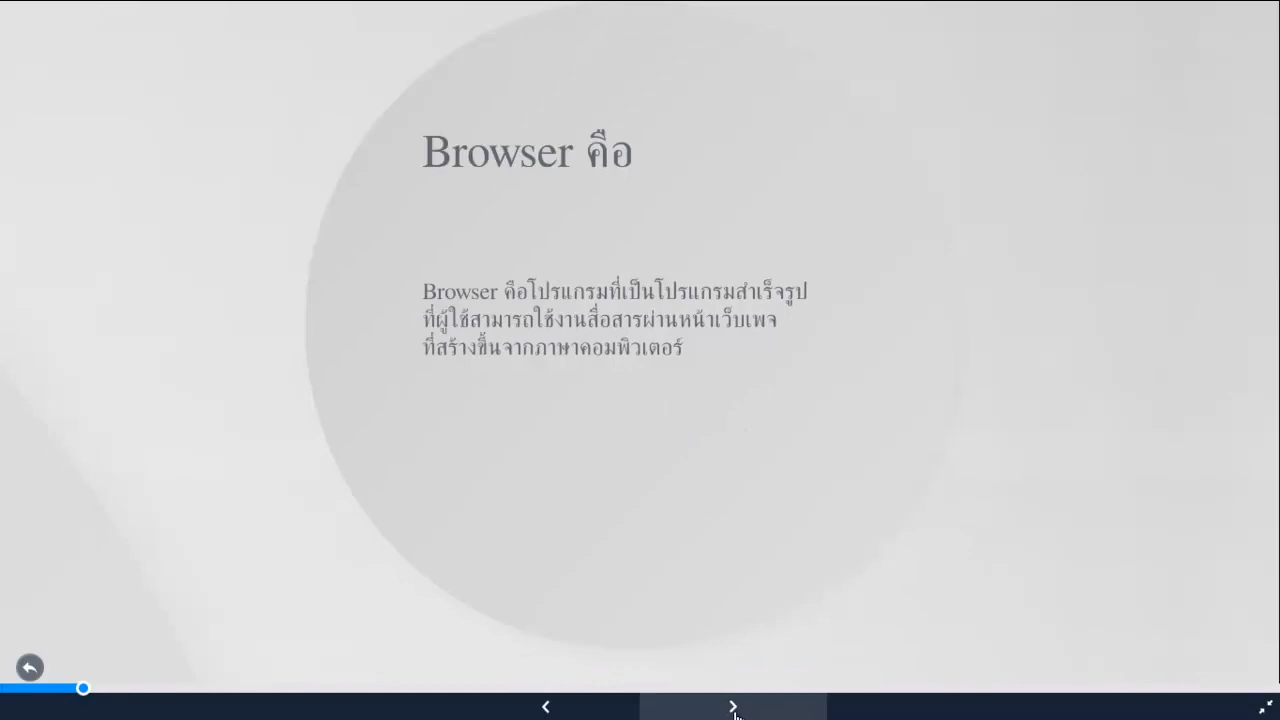 Browser คือ
Browser คือโปรแกรมที่เป็นโปรแกรมสำเร็จรูป
ที่ผู้ใช้สามารถใช้งานสื่อสารผ่านหน้าเว็บเพจ
ที่สร้างขึ้นจากภาษาคอมพิวเตอร์